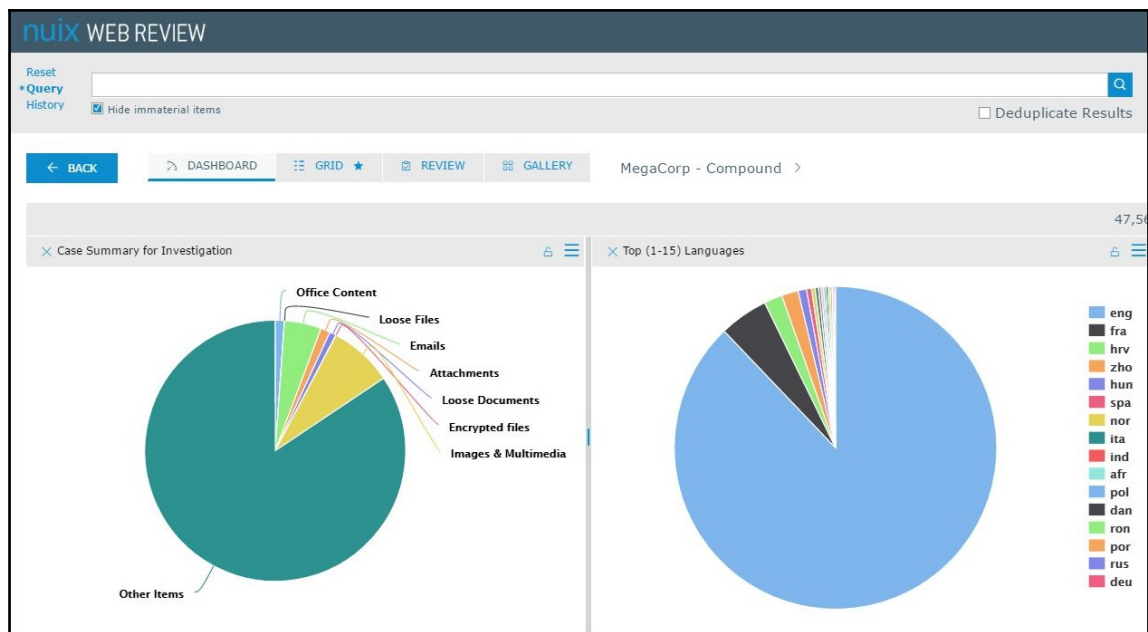 nuix WEB REVIEW
Reset
*Query
History
Hide immaterial items
Deduplicate Results
← BACK
DASHBOARD
GRID ★
REVIEW
GALLERY
MegaCorp - Compound >
47,56
Case Summary for Investigation
Office Content
Loose Files
Emails
Attachments
Loose Documents
Encrypted files
Images & Multimedia
Other Items
Top (1-15) Languages
eng
fra
hrv
zho
hun
spa
nor
ita
ind
afr
pol
dan
ron
por
rus
deu